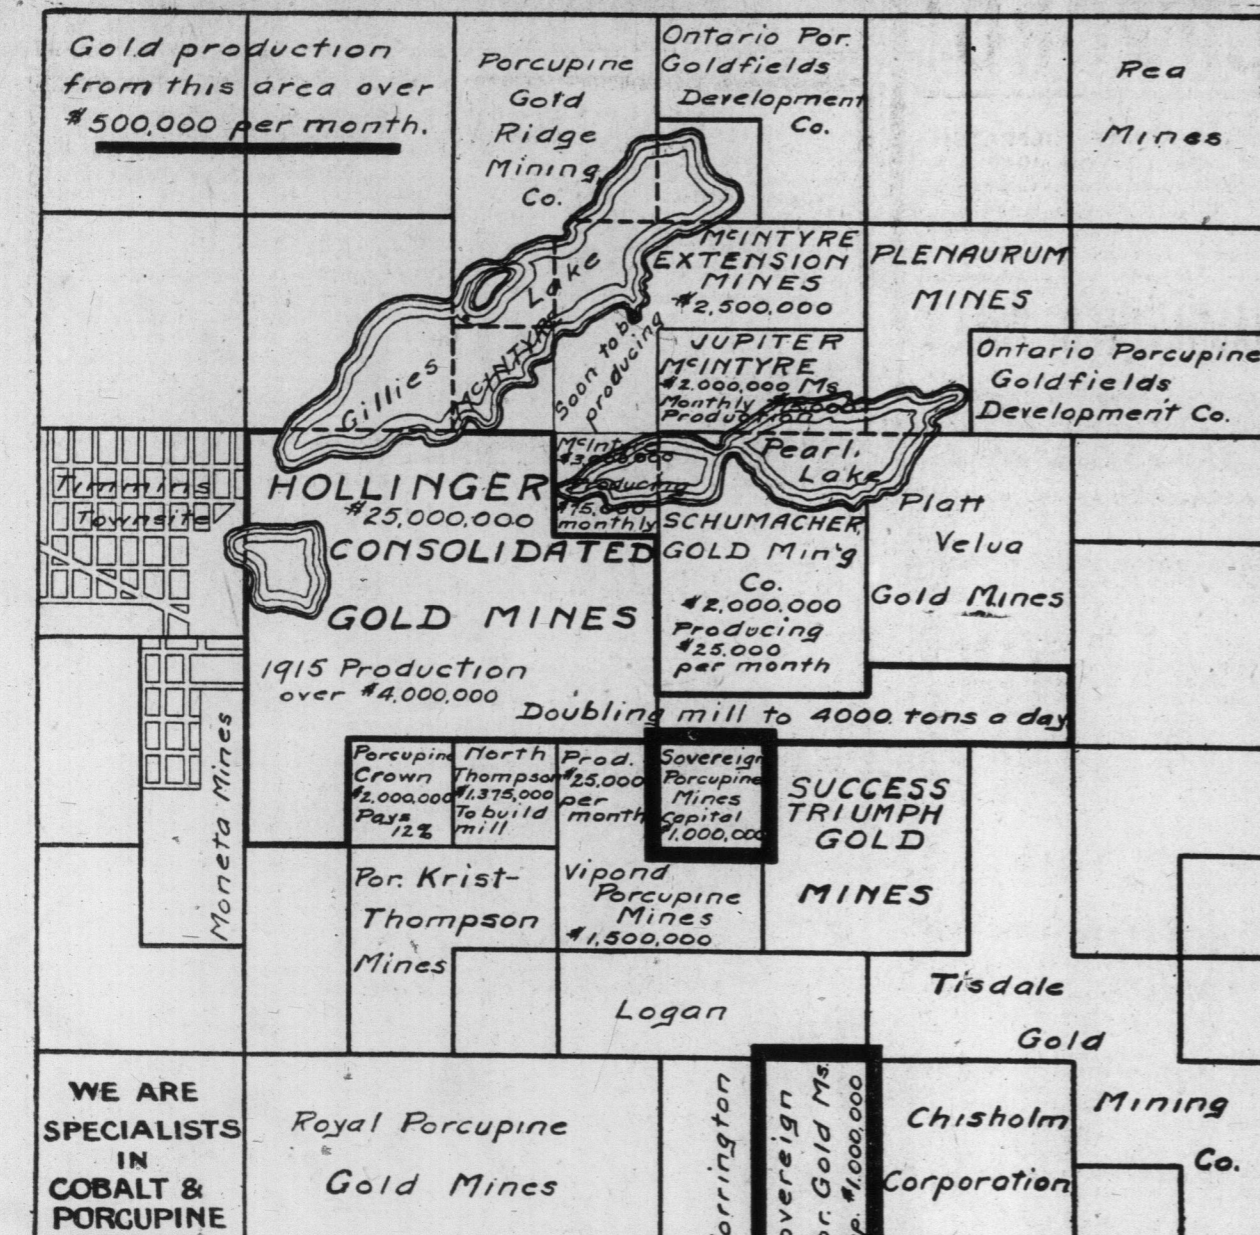 Gold production
from this area over
$500,000 per month.
Porcupine
Gold
Ridge
Mining
Co.
Ontario Por.
Goldfields
Development
Co.
Rea
Mines
McINTYRE
EXTENSION
MINES
$2,500,000
PLENAURUM
MINES
Gillies
Lake
McINTYRE
Soon to be
producing
JUPITER
McINTYRE
$2,000,000 Ms
Monthly
Production
Ontario Porcupine
Goldfields
Development Co.
Timmins
Townsite
HOLLINGER
$25,000,000
CONSOLIDATED
GOLD MINES
1915 Production
over $4,000,000
Doubling mill to 4000 tons a day
McInt
Producing
$75,000
monthly
Pearl
Lake
SCHUMACHER
GOLD Min'g
Co.
$2,000,000
Producing
$25,000
per month
Platt
Velua
Gold Mines
Moneta Mines
Porcupine
Crown
$2,000,000
Pays
12%
North
Thompson
$1,375,000
To build
mill
Prod.
$25,000
per
month
Vipond
Porcupine
Mines
$1,500,000
Sovereign
Porcupine
Mines
Capital
$1,000,000
SUCCESS
TRIUMPH
GOLD
MINES
Por. Krist-
Thompson
Mines
Logan
Tisdale
Gold
Mining
Co.
WE ARE
SPECIALISTS
IN
COBALT &
PORCUPINE
Royal Porcupine
Gold Mines
orrington
overeign
or. Gold Ms.
p. $1,000,000
Chisholm
Corporation